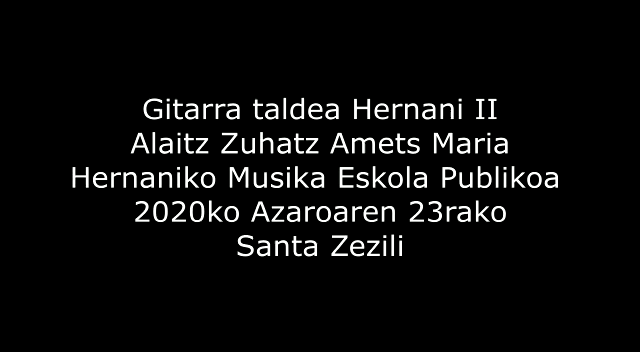 Gitarra taldea Hernani II
Alaitz Zuhatz Amets Maria
Hernaniko Musika Eskola Publikoa
2020ko Azaroaren 23rako
Santa Zezili